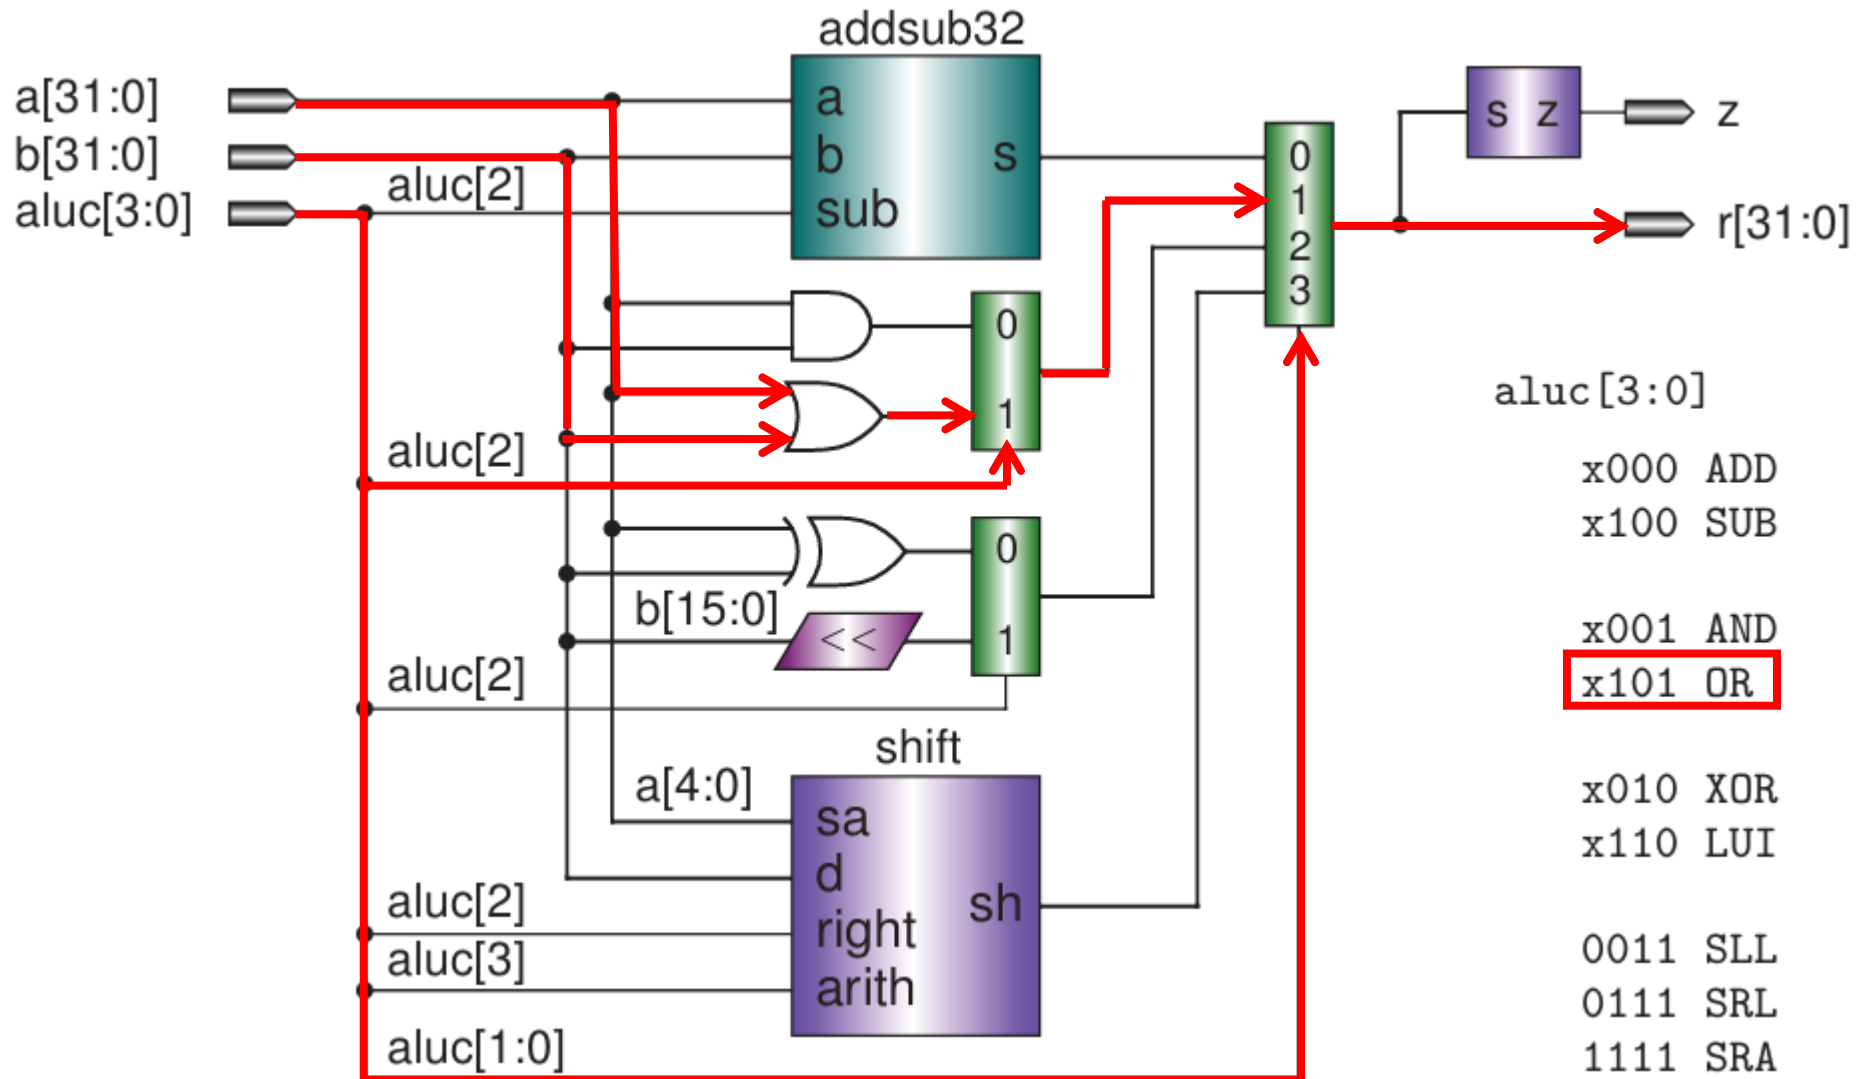 addsub32
a[31:0]
b[31:0]
aluc[3:0]
aluc[2]
a
b
sub
s
0
1
2
3
s z
z
r[31:0]
0
1
aluc[2]
0
1
b[15:0]
<<
aluc[2]
shift
a[4:0]
sa
d
right
arith
sh
aluc[2]
aluc[3]
aluc[1:0]
aluc[3:0]
x000 ADD
x100 SUB
x001 AND
x101 OR
x010 XOR
x110 LUI
0011 SLL
0111 SRL
1111 SRA